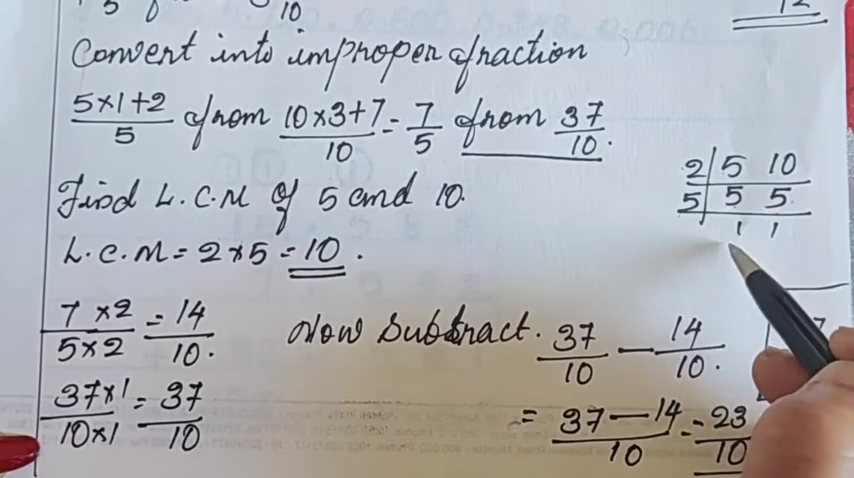 5
10
12
Convert into improper fraction
5×1+2/5 from 10×3+7/10 = 7/5 from 37/10.
2 | 5 10
5 | 5 5
1 1
Find L.C.M of 5 and 10.
L.C.M = 2×5 = 10.
7×2/5×2 = 14/10.
Now Subtract. 37/10 — 14/10.
37×1/10×1 = 37/10
= 37—14/10 = 23/10